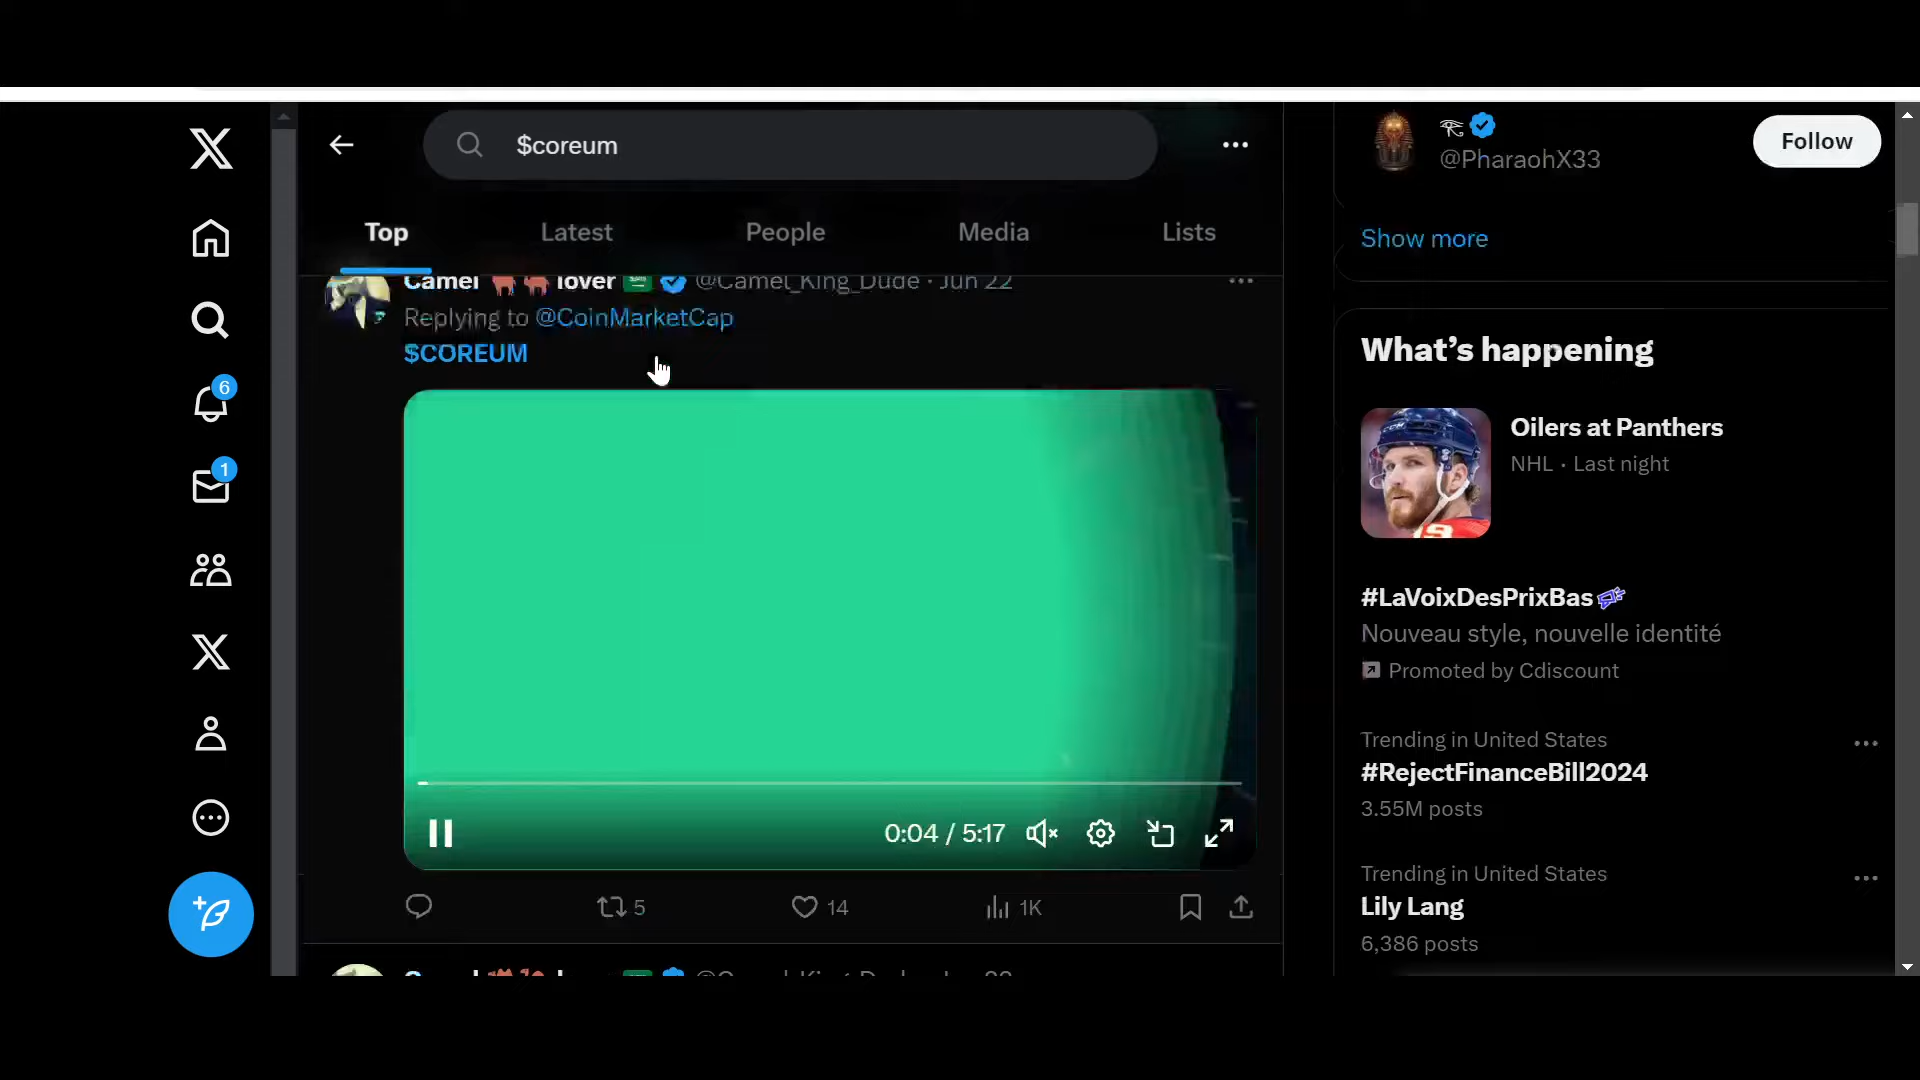 $coreum
Top
Latest
People
Media
Lists
Camel lover @Camel_King_Dude · Jun 22
Replying to @CoinMarketCap
$COREUM
0:04 / 5:17
5
14
1K
6
1
@PharaohX33
Follow
Show more
What's happening
Oilers at Panthers
NHL · Last night
#LaVoixDesPrixBas
Nouveau style, nouvelle identité
Promoted by Cdiscount
Trending in United States
#RejectFinanceBill2024
3.55M posts
Trending in United States
Lily Lang
6,386 posts